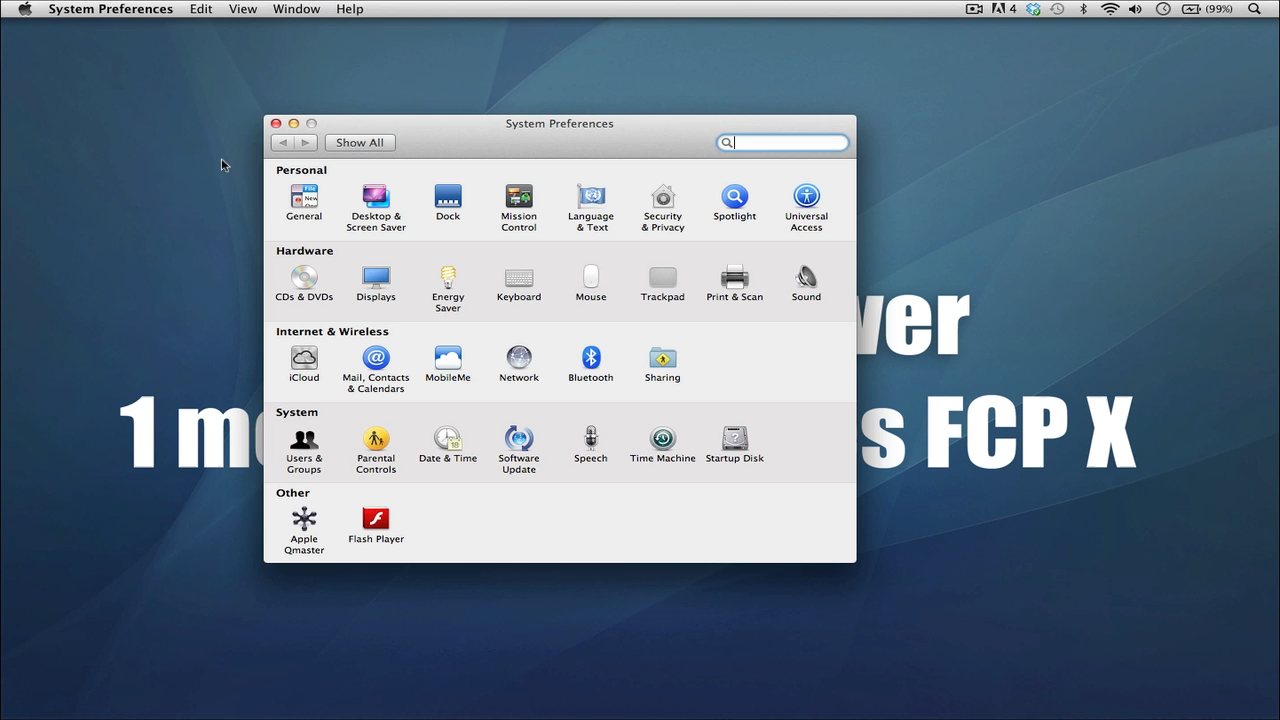 System Preferences Edit View Window Help 4 (99%)
System Preferences
Show All
Personal
General
Desktop &
Screen Saver
Dock
Mission
Control
Language
& Text
Security
& Privacy
Spotlight
Universal
Access
Hardware
CDs & DVDs
Displays
Energy
Saver
Keyboard
Mouse
Trackpad
Print & Scan
Sound
Internet & Wireless
iCloud
Mail, Contacts
& Calendars
MobileMe
Network
Bluetooth
Sharing
System
Users &
Groups
Parental
Controls
Date & Time
18
Software
Update
Speech
Time Machine
Startup Disk
Other
Apple
Qmaster
Flash Player
ver
1 m s FCP X